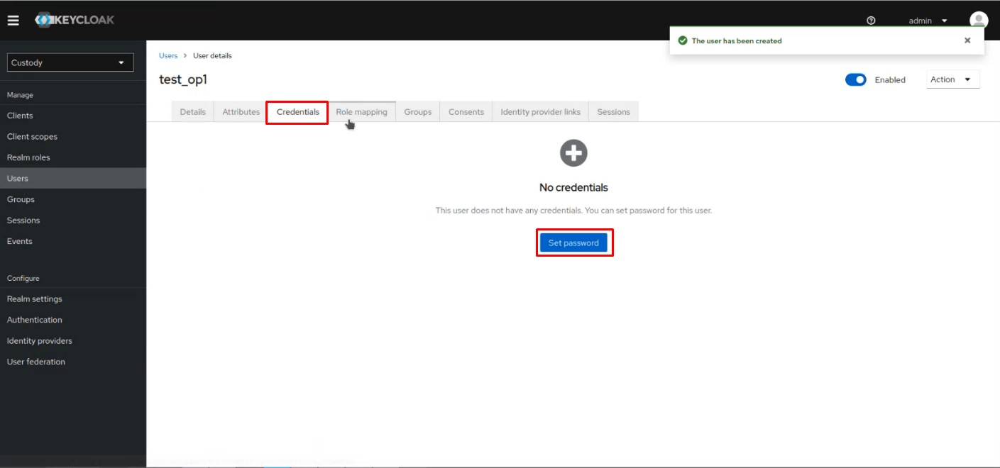 KEYCLOAK
admin
The user has been created
Custody
Users > User details
test_op1
Enabled
Action
Manage
Clients
Client scopes
Realm roles
Users
Groups
Sessions
Events
Configure
Realm settings
Authentication
Identity providers
User federation
Details Attributes Credentials Role mapping Groups Consents Identity provider links Sessions
No credentials
This user does not have any credentials. You can set password for this user.
Set password